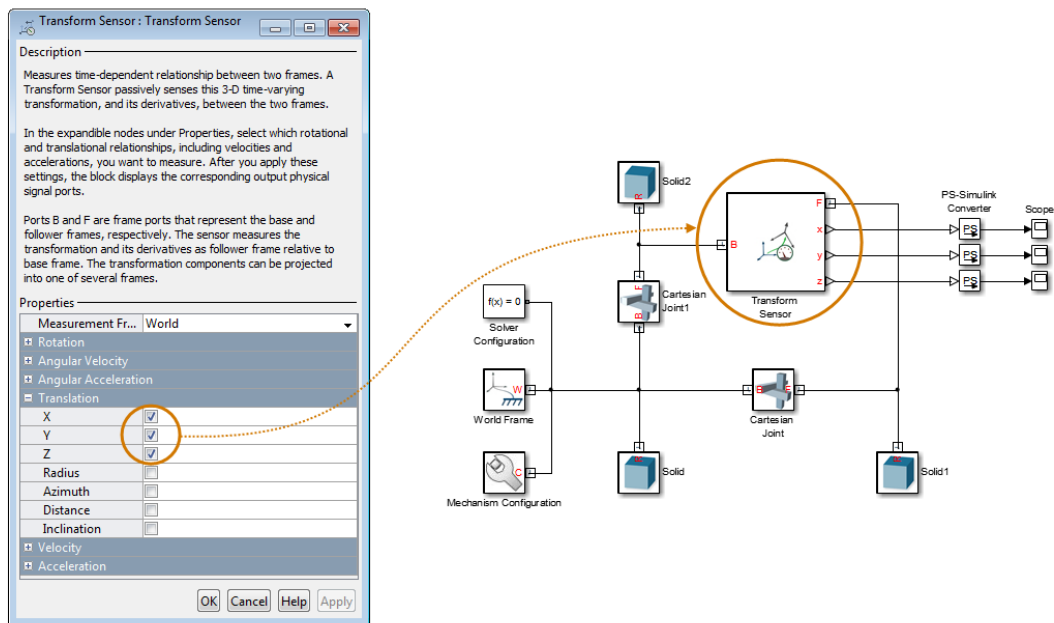 Transform Sensor : Transform Sensor
Description
Measures time-dependent relationship between two frames. A
Transform Sensor passively senses this 3-D time-varying
transformation, and its derivatives, between the two frames.
In the expandible nodes under Properties, select which rotational
and translational relationships, including velocities and
accelerations, you want to measure. After you apply these
settings, the block displays the corresponding output physical
signal ports.
Ports B and F are frame ports that represent the base and
follower frames, respectively. The sensor measures the
transformation and its derivatives as follower frame relative to
base frame. The transformation components can be projected
into one of several frames.
Properties
Measurement Fr... World
Rotation
Angular Velocity
Angular Acceleration
Translation
X
Y
Z
Radius
Azimuth
Distance
Inclination
Velocity
Acceleration
OK Cancel Help Apply
R
Solid2
B
F
x
y
z
Transform
Sensor
PS-Simulink
Converter
PS
PS
PS
Scope
F
B
Cartesian
Joint1
f(x) = 0
Solver
Configuration
W
World Frame
C
Mechanism Configuration
B
F
Cartesian
Joint
R
Solid
R
Solid1